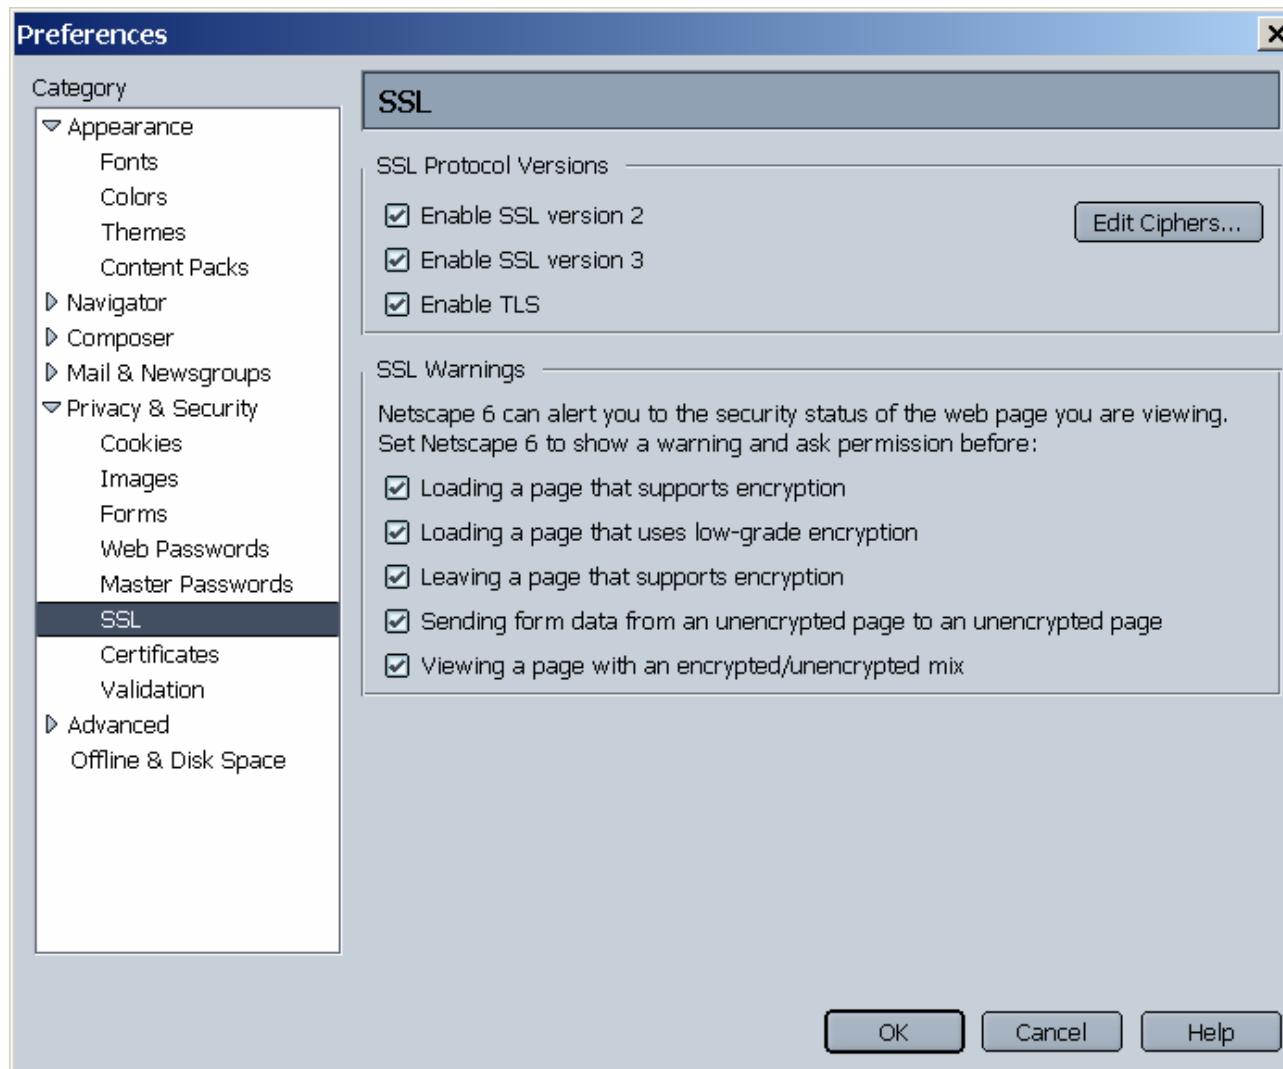 Preferences
Category
Appearance
Fonts
Colors
Themes
Content Packs
Navigator
Composer
Mail & Newsgroups
Privacy & Security
Cookies
Images
Forms
Web Passwords
Master Passwords
SSL
Certificates
Validation
Advanced
Offline & Disk Space
SSL
SSL Protocol Versions
Enable SSL version 2
Edit Ciphers...
Enable SSL version 3
Enable TLS
SSL Warnings
Netscape 6 can alert you to the security status of the web page you are viewing.
Set Netscape 6 to show a warning and ask permission before:
Loading a page that supports encryption
Loading a page that uses low-grade encryption
Leaving a page that supports encryption
Sending form data from an unencrypted page to an unencrypted page
Viewing a page with an encrypted/unencrypted mix
OK
Cancel
Help